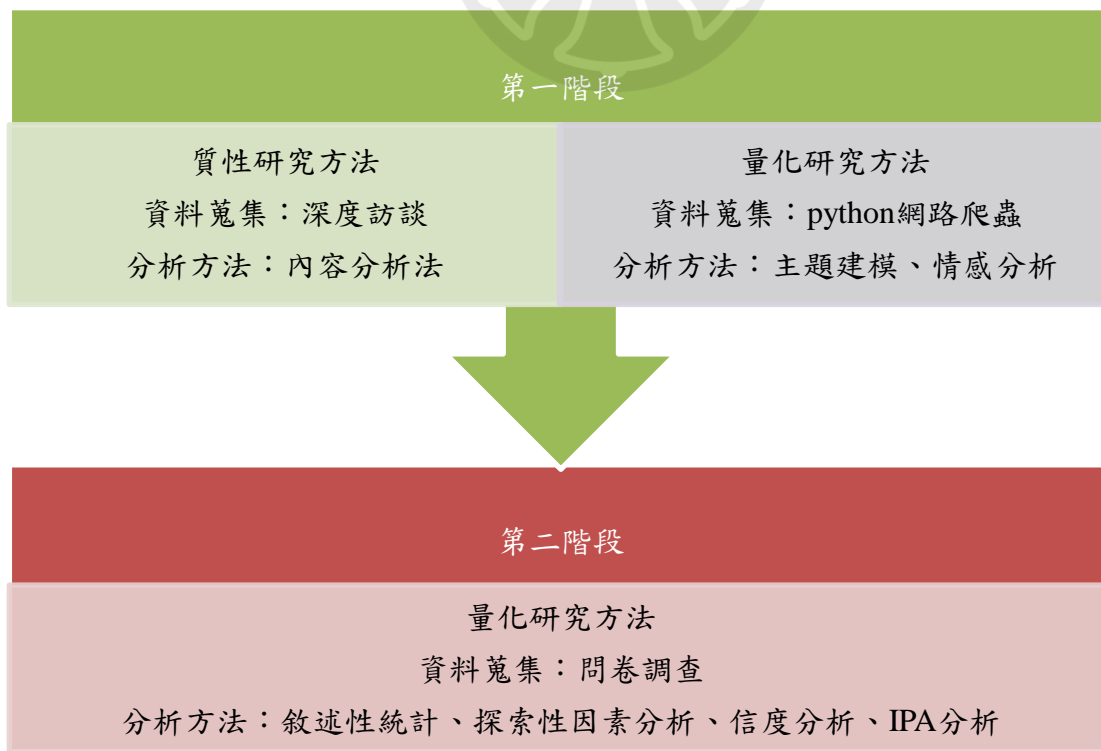 第一階段
質性研究方法
資料蒐集：深度訪談
分析方法：內容分析法
量化研究方法
資料蒐集：python網路爬蟲
分析方法：主題建模、情感分析
第二階段
量化研究方法
資料蒐集：問卷調查
分析方法：敘述性統計、探索性因素分析、信度分析、IPA分析